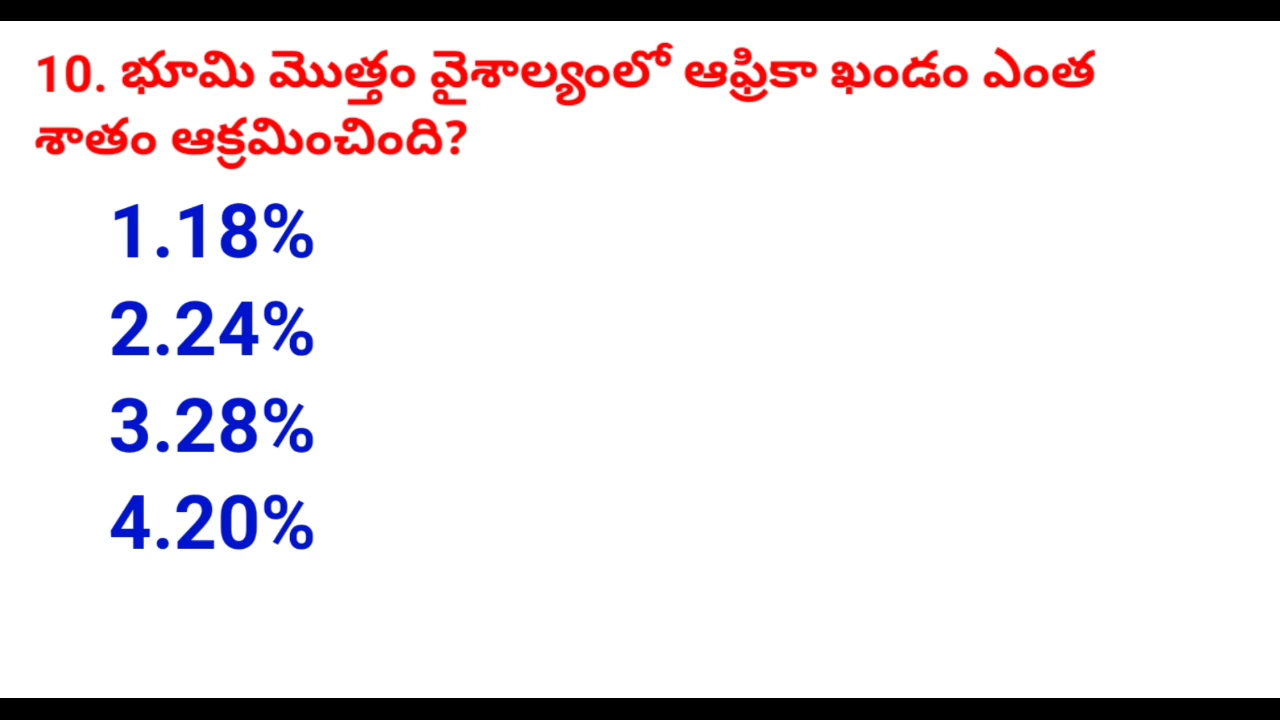 10. భూమి మొత్తం వైశాల్యంలో ఆఫ్రికా ఖండం ఎంత
శాతం ఆక్రమించింది?
1.18%
2.24%
3.28%
4.20%